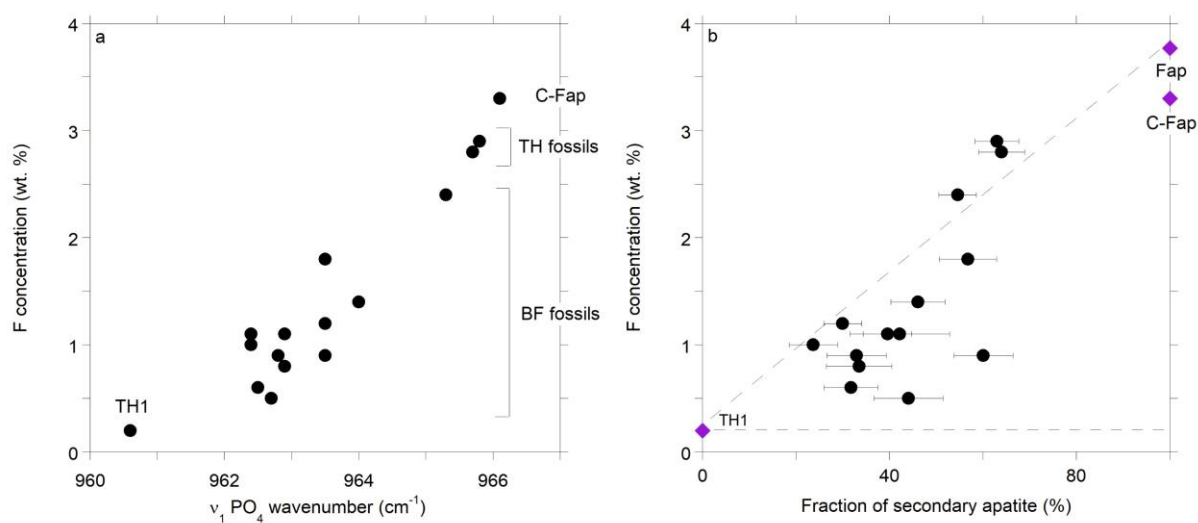 a
F concentration (wt. %)
4
3
2
1
0
C-Fap
TH fossils
BF fossils
TH1
960
962
964
966
ν₁ PO₄ wavenumber (cm⁻¹)
b
F concentration (wt. %)
4
3
2
1
0
Fap
C-Fap
TH1
0
40
80
Fraction of secondary apatite (%)